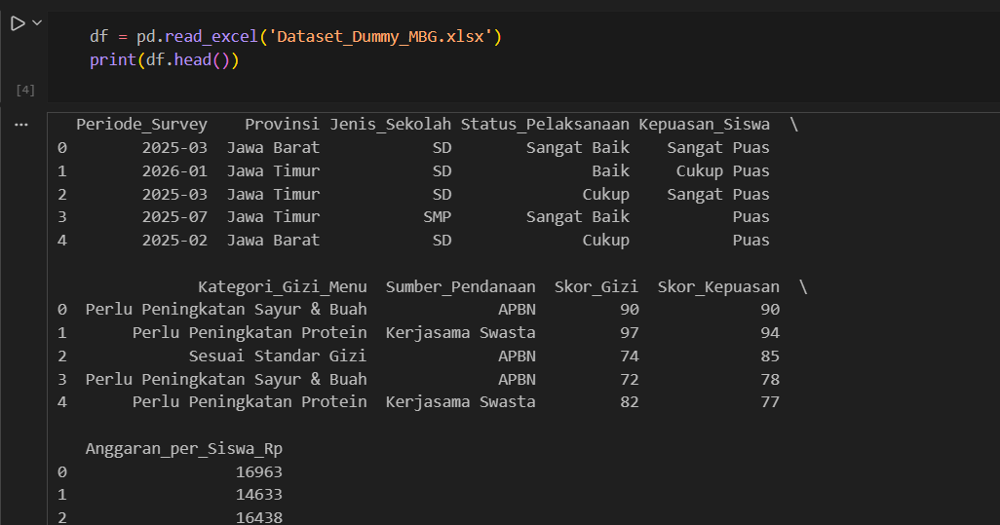 df = pd.read_excel('Dataset_Dummy_MBG.xlsx')
print(df.head())
[4]
...
Periode_Survey Provinsi Jenis_Sekolah Status_Pelaksanaan Kepuasan_Siswa \
0 2025-03 Jawa Barat SD Sangat Baik Sangat Puas
1 2026-01 Jawa Timur SD Baik Cukup Puas
2 2025-03 Jawa Timur SD Cukup Sangat Puas
3 2025-07 Jawa Timur SMP Sangat Baik Puas
4 2025-02 Jawa Barat SD Cukup Puas
Kategori_Gizi_Menu Sumber_Pendanaan Skor_Gizi Skor_Kepuasan \
0 Perlu Peningkatan Sayur & Buah APBN 90 90
1 Perlu Peningkatan Protein Kerjasama Swasta 97 94
2 Sesuai Standar Gizi APBN 74 85
3 Perlu Peningkatan Sayur & Buah APBN 72 78
4 Perlu Peningkatan Protein Kerjasama Swasta 82 77
Anggaran_per_Siswa_Rp
0 16963
1 14633
2 16438